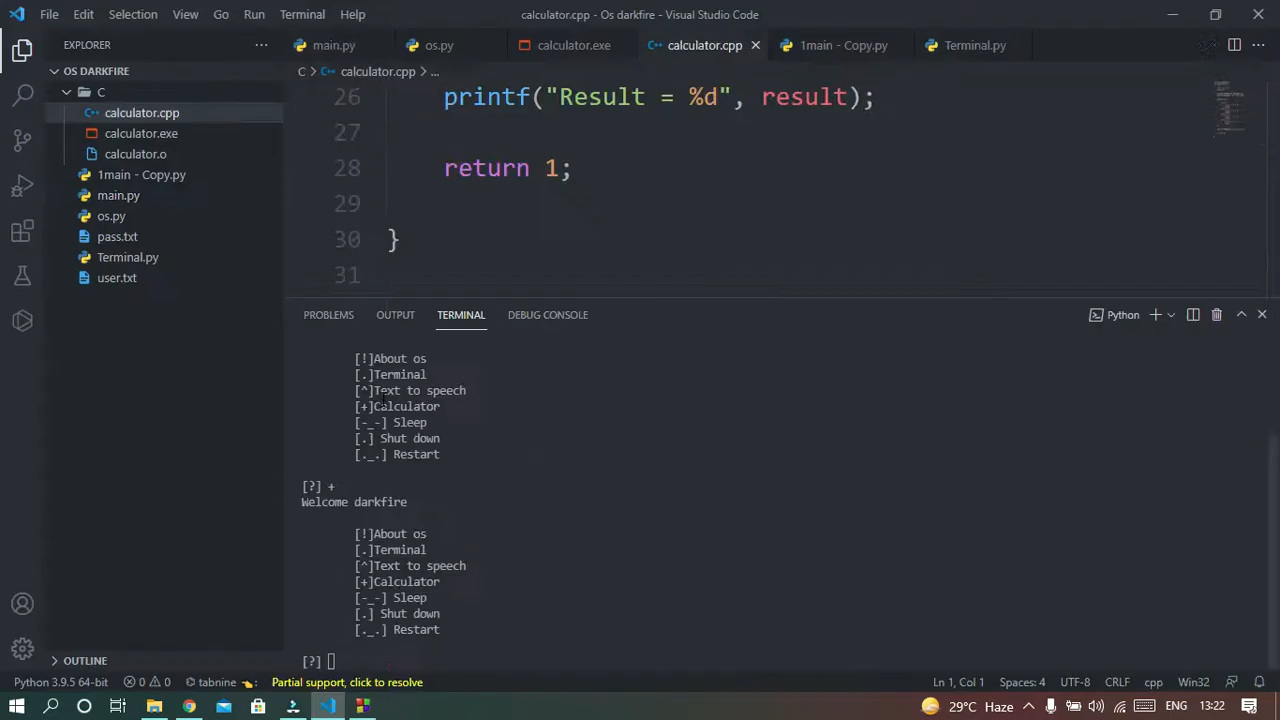 File Edit Selection View Go Run Terminal Help calculator.cpp - Os darkfire - Visual Studio Code
EXPLORER
main.py os.py calculator.exe calculator.cpp 1main - Copy.py Terminal.py
OS DARKFIRE
C
calculator.cpp
calculator.exe
calculator.o
1main - Copy.py
main.py
os.py
pass.txt
Terminal.py
user.txt
OUTLINE
C > calculator.cpp > ...
26 printf("Result = %d", result);
27
28 return 1;
29
30 }
31
PROBLEMS OUTPUT TERMINAL DEBUG CONSOLE Python
[!]About os
[.]Terminal
[^]Text to speech
[+]Calculator
[-_-] Sleep
[.] Shut down
[._.] Restart
[?] +
Welcome darkfire
[!]About os
[.]Terminal
[^]Text to speech
[+]Calculator
[-_-] Sleep
[.] Shut down
[._.] Restart
[?]
Python 3.9.5 64-bit 0 0 tabnine Partial support, click to resolve Ln 1, Col 1 Spaces: 4 UTF-8 CRLF cpp Win32
29°C Haze ENG 13:22